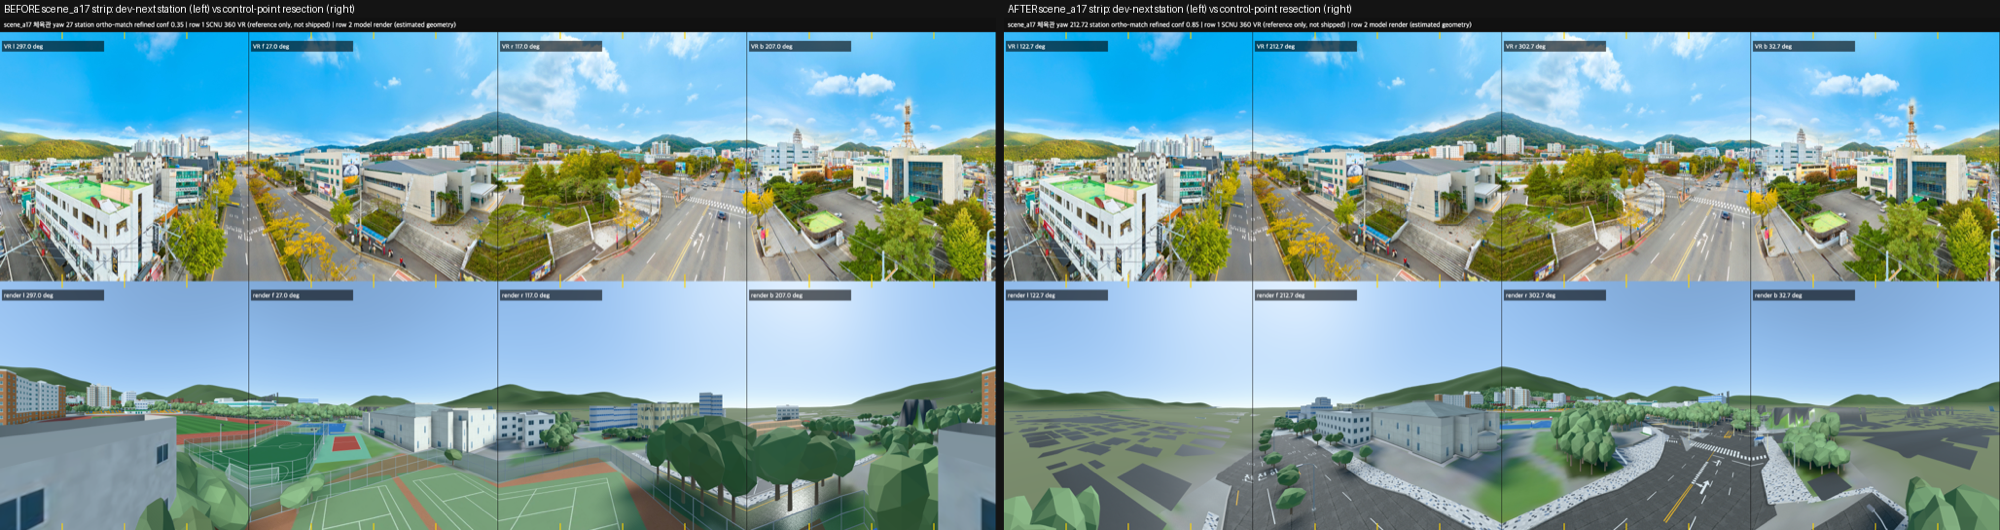 BEFORE scene_a17 strip: dev-next station (left) vs control-point resection (right)
scene_a17 체육관 yaw 27 station ortho-match refined conf 0.35 | row 1 SCNU 360 VR (reference only, not shipped) | row 2 model render (estimated geometry)
VR l 297.0 deg
VR f 27.0 deg
VR r 117.0 deg
VR b 207.0 deg
render l 297.0 deg
render f 27.0 deg
render r 117.0 deg
render b 207.0 deg
AFTER scene_a17 strip: dev-next station (left) vs control-point resection (right)
scene_a17 체육관 yaw 212.72 station ortho-match refined conf 0.85 | row 1 SCNU 360 VR (reference only, not shipped) | row 2 model render (estimated geometry)
VR l 122.7 deg
VR f 212.7 deg
VR r 302.7 deg
VR b 32.7 deg
render l 122.7 deg
render f 212.7 deg
render r 302.7 deg
render b 32.7 deg